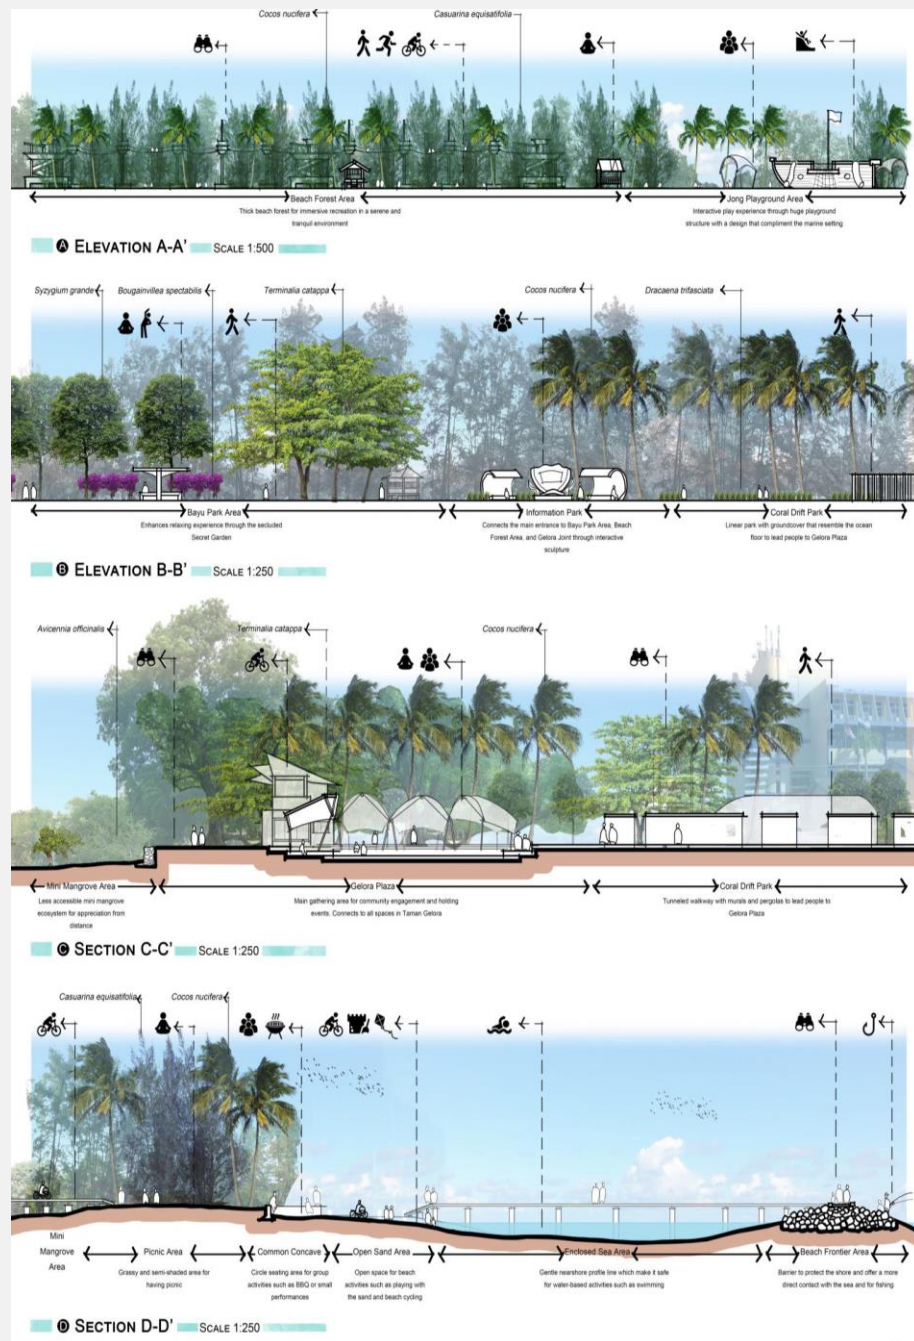 Cocos nucifera
Casuarina equisatifolia
Beach Forest Area
Thick beach forest for immersive recreation in a serene and
tranquil environment
Jong Playground Area
Interactive play experience through huge playground
structure with a design that compliment the marine setting
A ELEVATION A-A' SCALE 1:500
Syzygium grande
Bougainvillea spectabilis
Terminalia catappa
Cocos nucifera
Dracaena trifasciata
Bayu Park Area
Enhances relaxing experience through the secluded
Secret Garden
Information Park
Connects the main entrance to Bayu Park Area, Beach
Forest Area, and Gelora Joint through interactive
sculpture
Coral Drift Park
Linear park with groundcover that resemble the ocean
floor to lead people to Gelora Plaza
B ELEVATION B-B' SCALE 1:250
Avicennia officinalis
Terminalia catappa
Cocos nucifera
Mini Mangrove Area
Less accessible mini mangrove
ecosystem for appreciation from
distance
Gelora Plaza
Main gathering area for community engagement and holding
events. Connects to all spaces in Taman Gelora
Coral Drift Park
Tunneled walkway with murals and pergolas to lead people to
Gelora Plaza
C SECTION C-C' SCALE 1:250
Casuarina equisatifolia
Cocos nucifera
Mini
Mangrove
Area
Picnic Area
Grassy and semi-shaded area for
having picnic
Common Concave
Circle seating area for group
activities such as BBQ or small
performances
Open Sand Area
Open space for beach
activities such as playing with
the sand and beach cycling
Enclosed Sea Area
Gentle nearshore profile line which make it safe
for water-based activities such as swimming
Beach Frontier Area
Barrier to protect the shore and offer a more
direct contact with the sea and for fishing
D SECTION D-D' SCALE 1:250